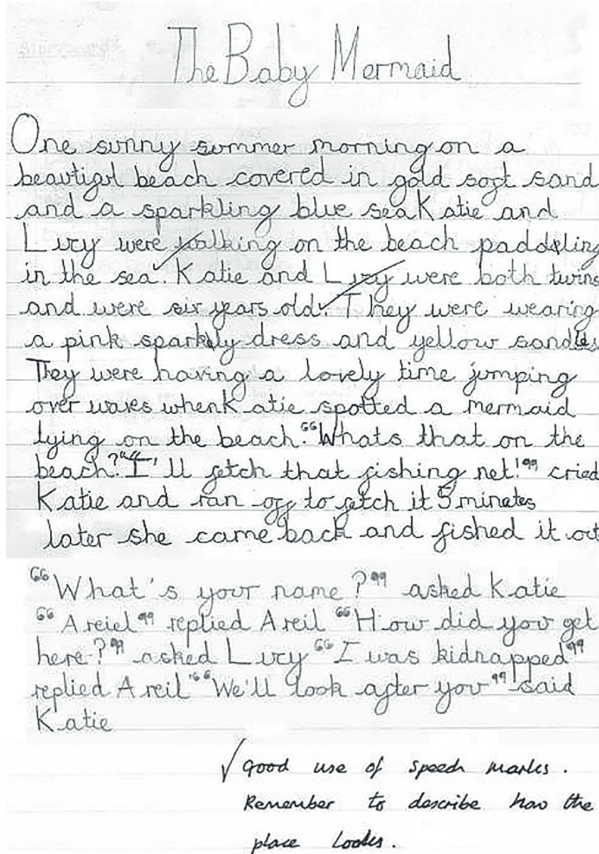 The Baby Mermaid
One sunny summer morning on a
beautiful beach covered in gold soft sand
and a sparkling blue sea Katie and
Lucy were walking on the beach paddling
in the sea. Katie and Lucy were both twins
and were six years old. They were wearing
a pink sparkly dress and yellow sandles
They were having a lovely time jumping
over waves when Katie spotted a mermaid
lying on the beach. "Whats that on the
beach?" "I'll fetch that fishing net!" cried
Katie and ran off to fetch it 5 minutes
later she came back and fished it out
"What's your name?" asked Katie
"Areiel" replied Areil "How did you get
here?" asked Lucy "I was kidnapped"
replied Areil "We'll look after you" said
Katie
✓ Good use of speech marks.
Remember to describe how the
place looks.